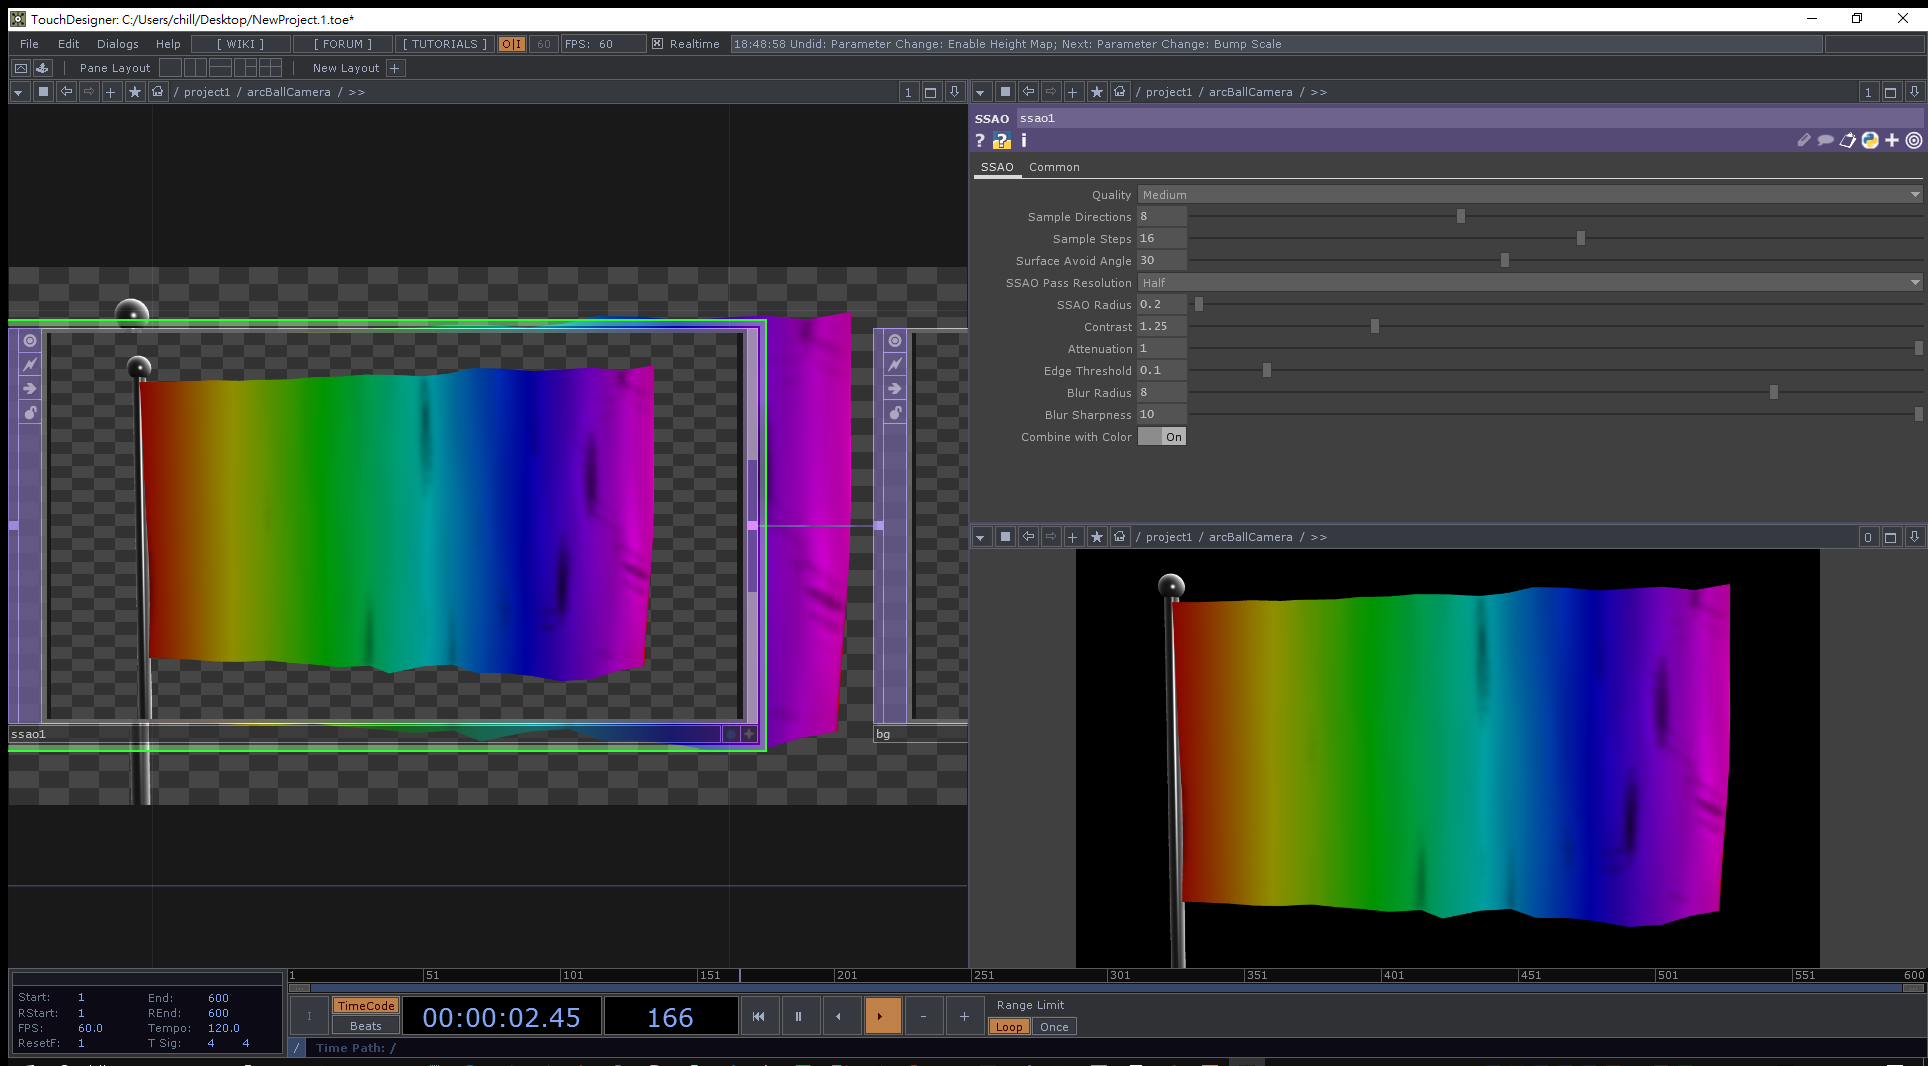 TouchDesigner: C:/Users/chill/Desktop/NewProject.1.toe*
File Edit Dialogs Help [ WIKI ] [ FORUM ] [ TUTORIALS ] O|I 60 FPS: 60 Realtime 18:48:58 Undid: Parameter Change: Enable Height Map; Next: Parameter Change: Bump Scale
Pane Layout New Layout +
/ project1 / arcBallCamera / >> 1
/ project1 / arcBallCamera / >> 1
SSAO ssao1
? ? i
SSAO Common
Quality Medium
Sample Directions 8
Sample Steps 16
Surface Avoid Angle 30
SSAO Pass Resolution Half
SSAO Radius 0.2
Contrast 1.25
Attenuation 1
Edge Threshold 0.1
Blur Radius 8
Blur Sharpness 10
Combine with Color On
/ project1 / arcBallCamera / >> 0
ssao1
bg
1 51 101 151 201 251 301 351 401 451 501 551 600
Start: 1 End: 600
RStart: 1 REnd: 600
FPS: 60.0 Tempo: 120.0
ResetF: 1 T Sig: 4 4
TimeCode
Beats
00:00:02.45
166
- +
Range Limit
Loop Once
/ Time Path: /